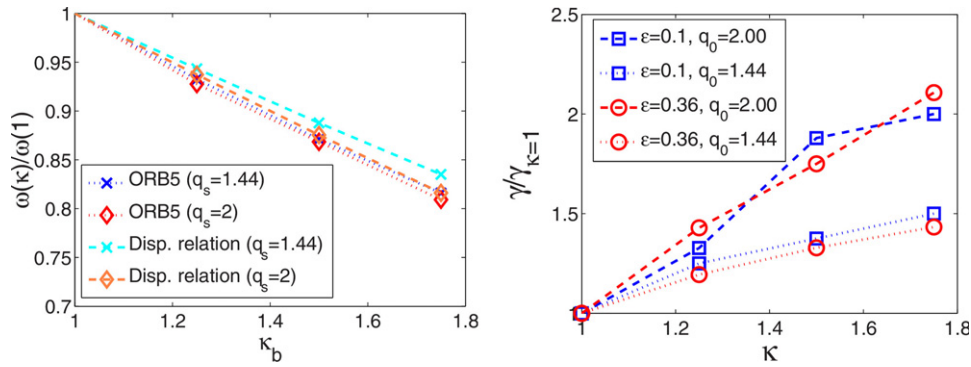 1
0.95
0.9
0.85
0.8
0.75
0.7
ω(κ)/ω(1)
ORB5 (q_s=1.44)
ORB5 (q_s=2)
Disp. relation (q_s=1.44)
Disp. relation (q_s=2)
1 1.2 1.4 1.6 1.8
κ_b
2.5
2
1.5
1
γ/γ_κ=1
ε=0.1, q_0=2.00
ε=0.1, q_0=1.44
ε=0.36, q_0=2.00
ε=0.36, q_0=1.44
1 1.2 1.4 1.6 1.8
κ